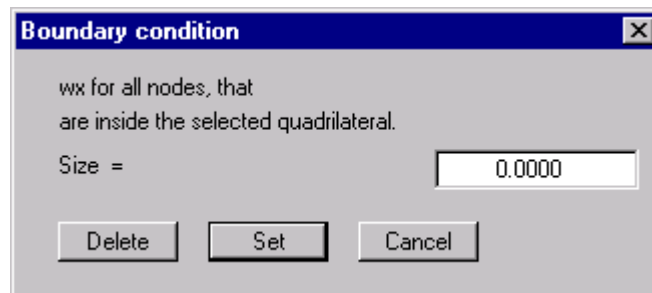 Boundary condition
wx for all nodes, that
are inside the selected quadrilateral.
Size =
0.0000
Delete Set Cancel